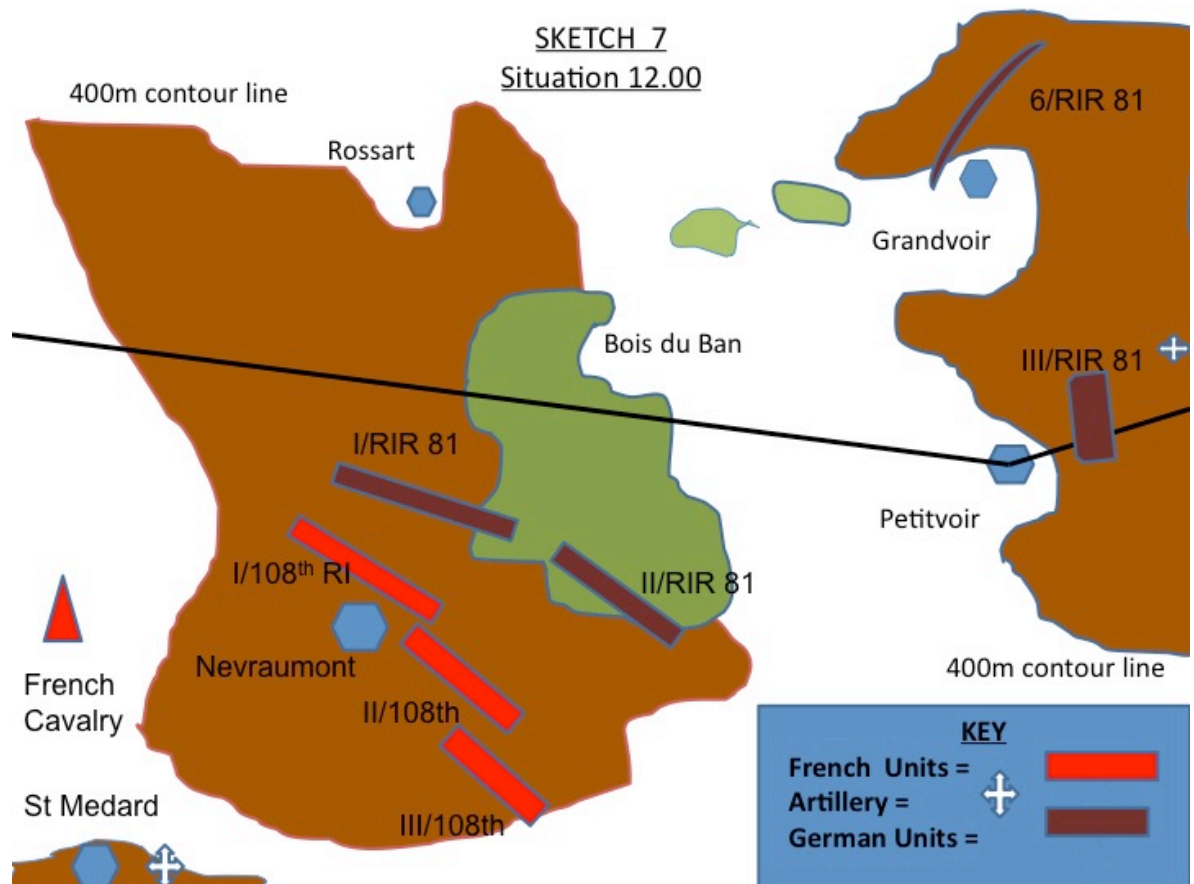 SKETCH 7
Situation 12.00
400m contour line
6/RIR 81
Rossart
Grandvoir
Bois du Ban
III/RIR 81
I/RIR 81
Petitvoir
I/108th RI
II/RIR 81
Nevraumont
400m contour line
French
Cavalry
II/108th
St Medard
III/108th
KEY
French Units =
Artillery =
German Units =